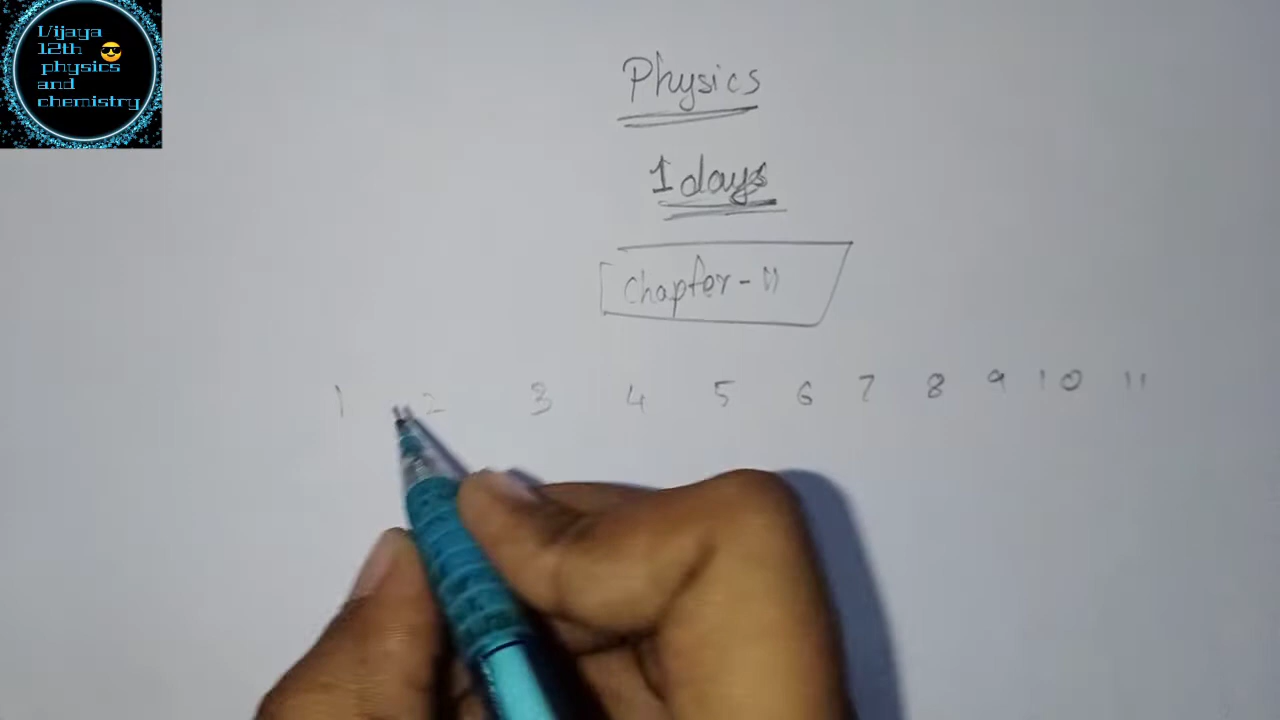 Vijaya
12th 😎
physics
and
chemistry
Physics
1 days
Chapter - 11
1 2 3 4 5 6 7 8 9 10 11